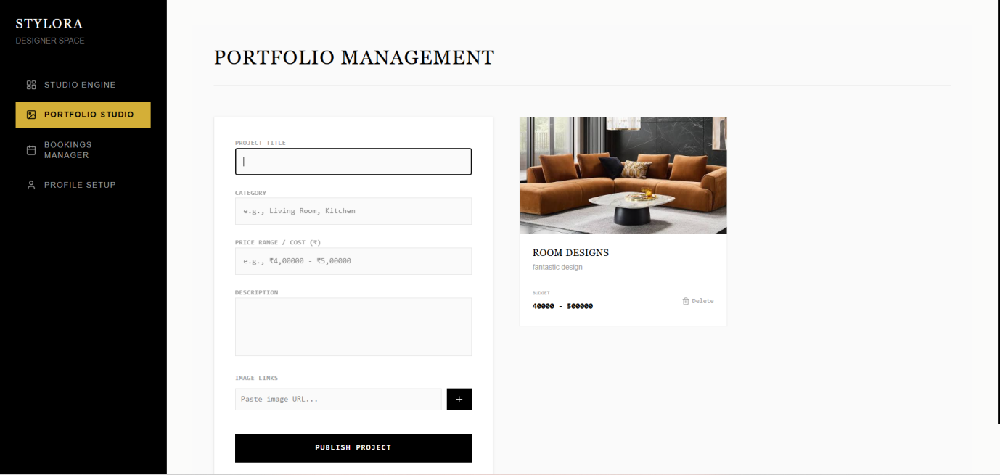 STYLORA
DESIGNER SPACE
STUDIO ENGINE
PORTFOLIO STUDIO
BOOKINGS
MANAGER
PROFILE SETUP
PORTFOLIO MANAGEMENT
PROJECT TITLE
CATEGORY
e.g., Living Room, Kitchen
PRICE RANGE / COST (₹)
e.g., ₹4,00000 - ₹5,00000
DESCRIPTION
IMAGE LINKS
Paste image URL...
+
PUBLISH PROJECT
ROOM DESIGNS
fantastic design
BUDGET
40000 - 500000
Delete